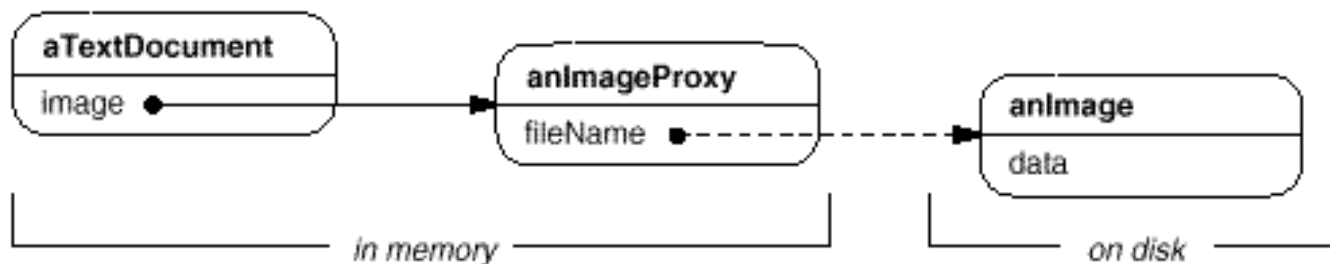 aTextDocument
image
anImageProxy
fileName
anImage
data
in memory
on disk